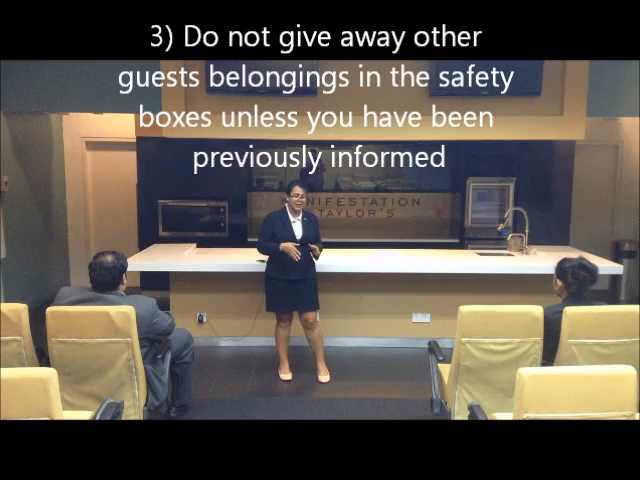 3) Do not give away other
guests belongings in the safety
boxes unless you have been
previously informed
MANIFESTATION
TAYLOR'S